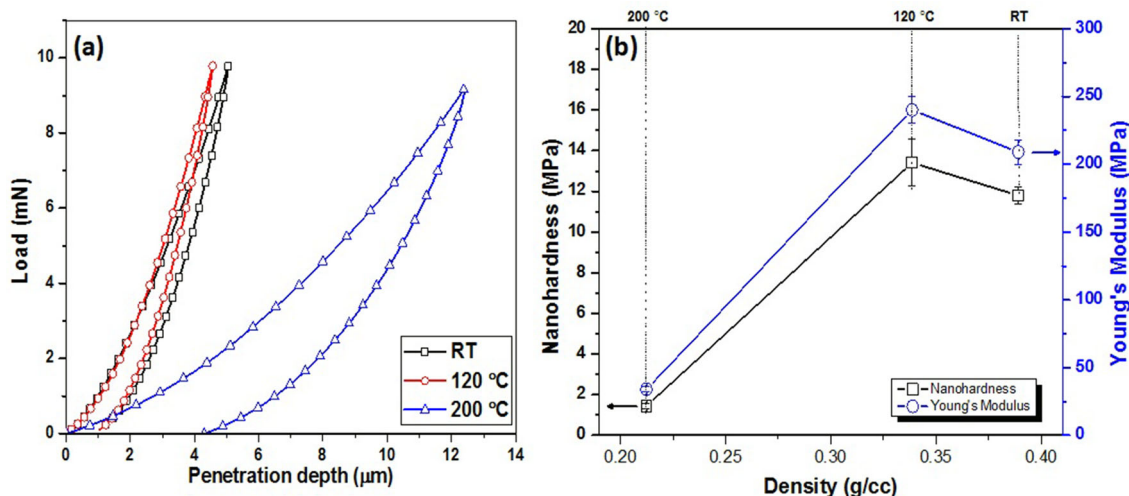 (a)
Load (mN)
10
8
6
4
2
0
0 2 4 6 8 10 12 14
Penetration depth (μm)
RT
120 °C
200 °C
(b)
200 °C 120 °C RT
Nanohardness (MPa)
20
18
16
14
12
10
8
6
4
2
0
0.20 0.25 0.30 0.35 0.40
Density (g/cc)
300
250
200
150
100
50
0
Young's Modulus (MPa)
Nanohardness
Young's Modulus